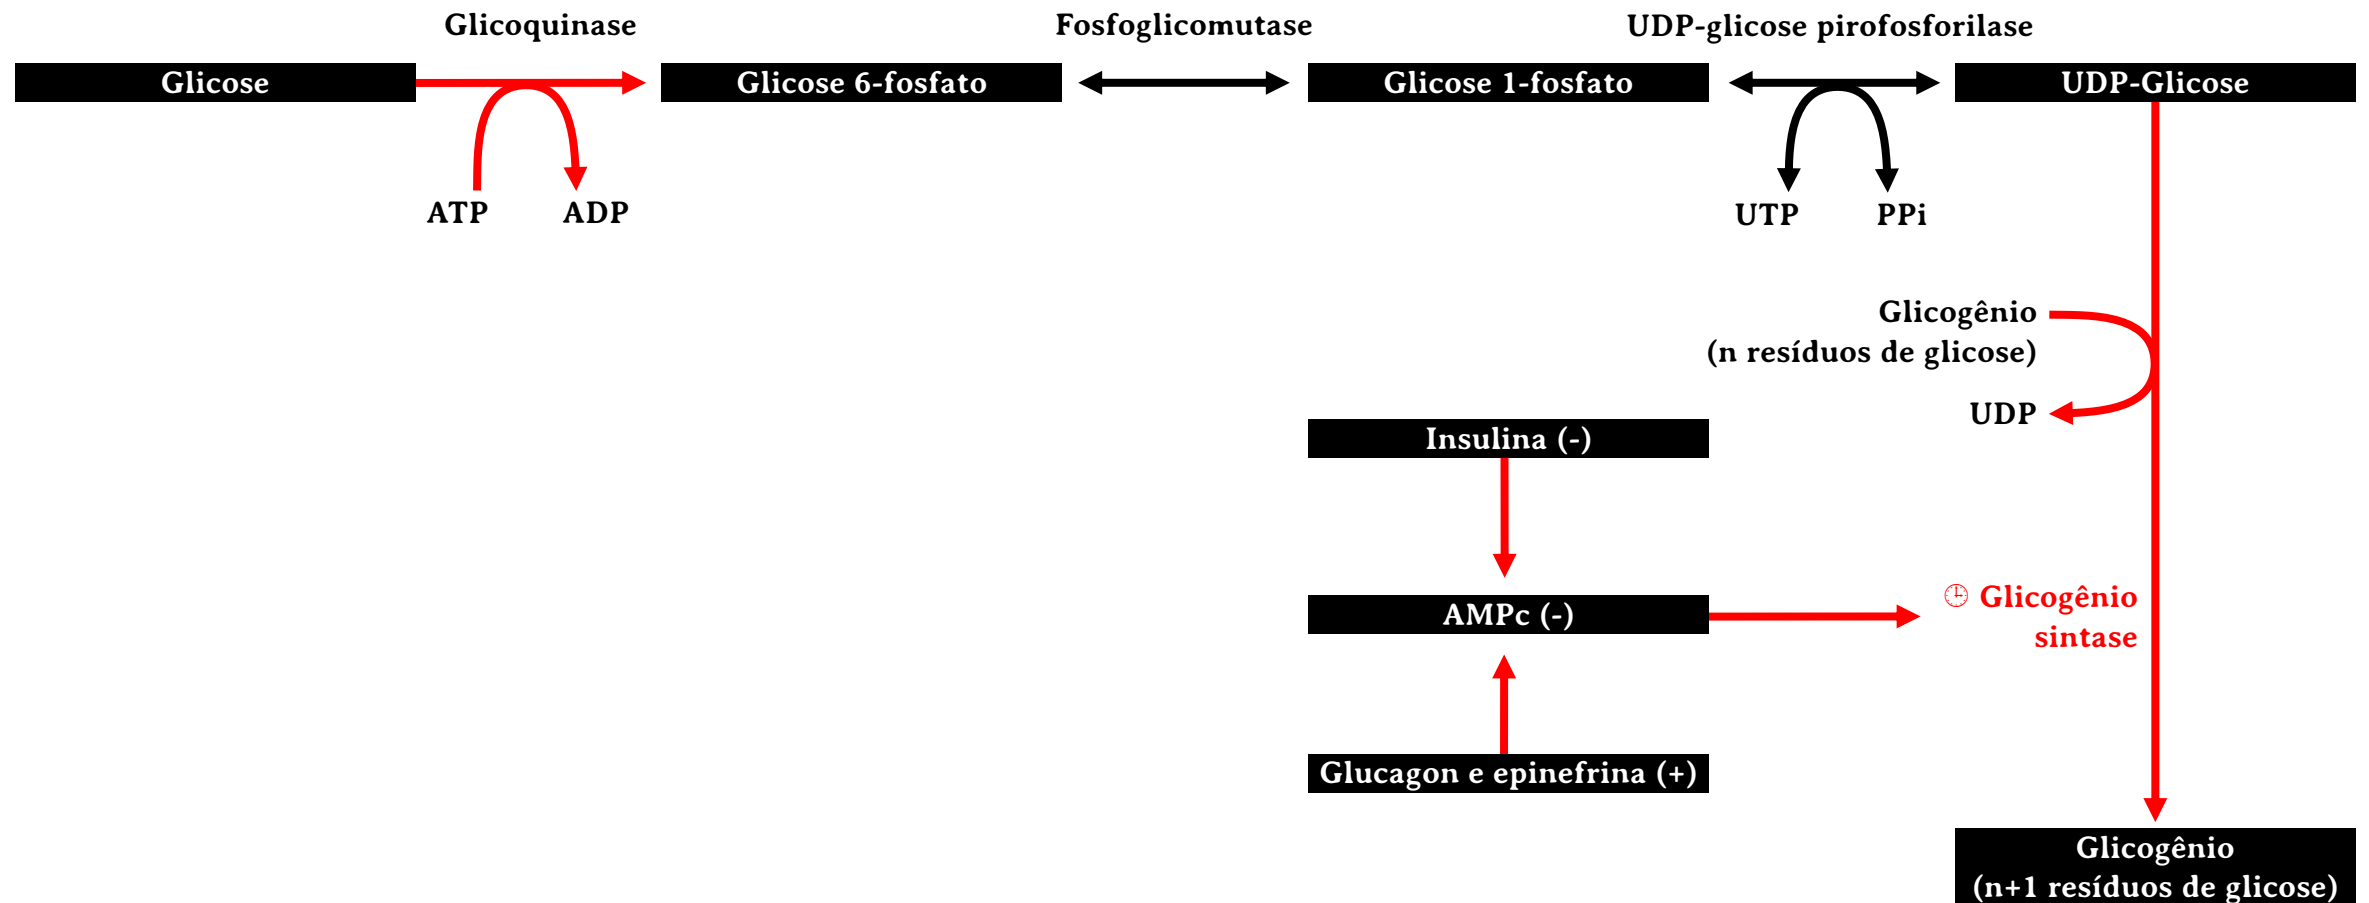 Glicoquinase
Fosfoglicomutase
UDP-glicose pirofosforilase
Glicose
Glicose 6-fosfato
Glicose 1-fosfato
UDP-Glicose
ATP
ADP
UTP
PPi
Glicogênio
(n resíduos de glicose)
UDP
Insulina (-)
AMPc (-)
Glicogênio
sintase
Glucagon e epinefrina (+)
Glicogênio
(n+1 resíduos de glicose)